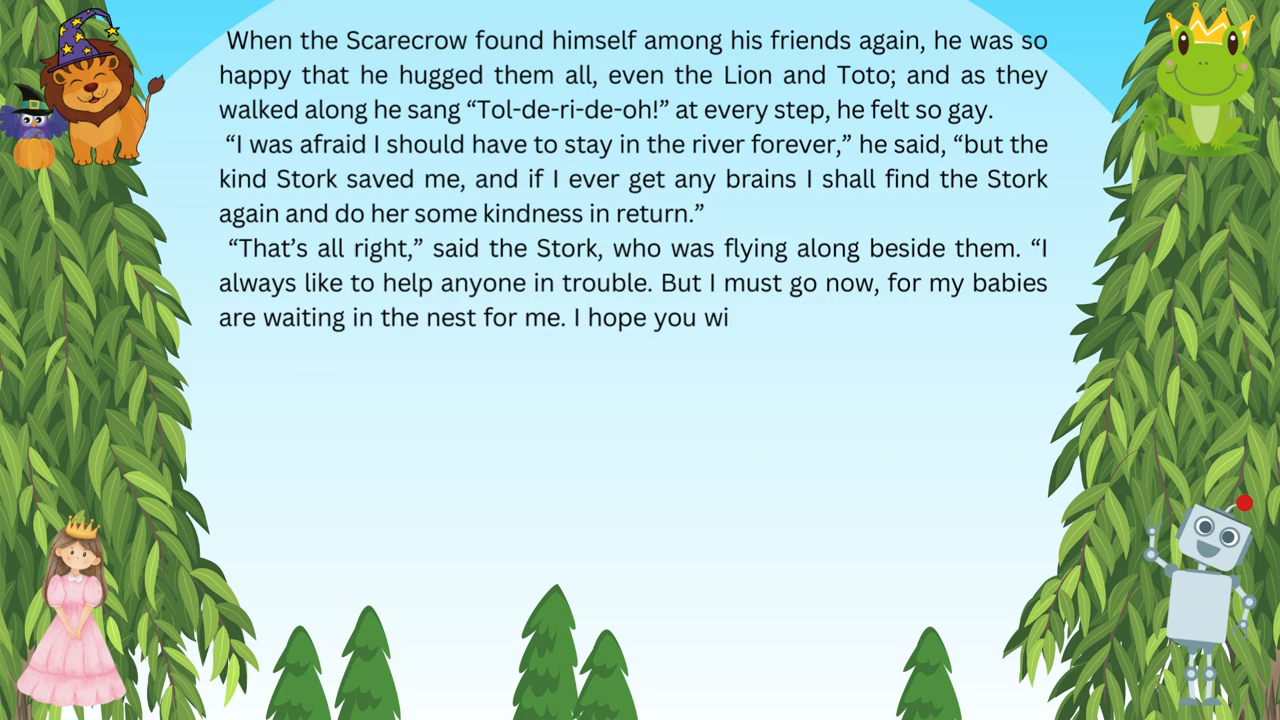 When the Scarecrow found himself among his friends again, he was so
happy that he hugged them all, even the Lion and Toto; and as they
walked along he sang “Tol-de-ri-de-oh!” at every step, he felt so gay.
“I was afraid I should have to stay in the river forever,” he said, “but the
kind Stork saved me, and if I ever get any brains I shall find the Stork
again and do her some kindness in return.”
“That’s all right,” said the Stork, who was flying along beside them. “I
always like to help anyone in trouble. But I must go now, for my babies
are waiting in the nest for me. I hope you wi